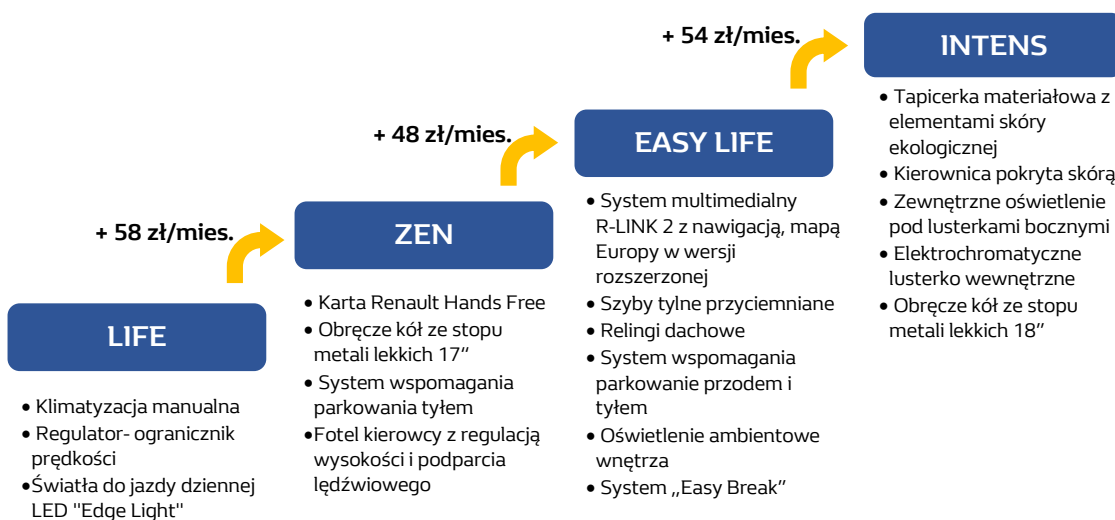 + 58 zł/mies.
LIFE
• Klimatyzacja manualna
• Regulator- ogranicznik
prędkości
•Światła do jazdy dziennej
LED "Edge Light"
+ 48 zł/mies.
ZEN
• Karta Renault Hands Free
• Obręcze kół ze stopu
metali lekkich 17”
• System wspomagania
parkowania tyłem
•Fotel kierowcy z regulacją
wysokości i podparcia
lędźwiowego
+ 54 zł/mies.
EASY LIFE
• System multimedialny
R-LINK 2 z nawigacją, mapą
Europy w wersji
rozszerzonej
• Szyby tylne przyciemniane
• Relingi dachowe
• System wspomagania
parkowanie przodem i
tyłem
• Oświetlenie ambientowe
wnętrza
• System „Easy Break”
INTENS
• Tapicerka materiałowa z
elementami skóry
ekologicznej
• Kierownica pokryta skórą
• Zewnętrzne oświetlenie
pod lusterkami bocznymi
• Elektrochromatyczne
lusterko wewnętrzne
• Obręcze kół ze stopu
metali lekkich 18”